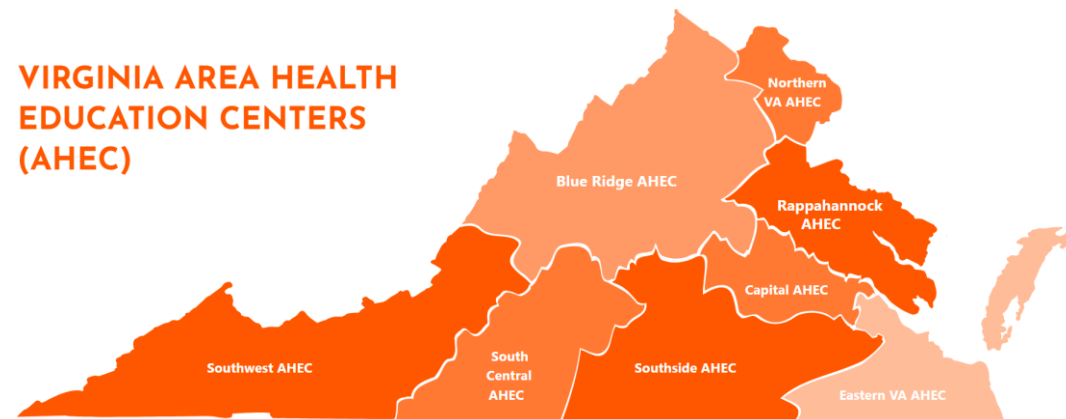 VIRGINIA AREA HEALTH
EDUCATION CENTERS
(AHEC)
Northern
VA AHEC
Blue Ridge AHEC
Rappahannock
AHEC
Capital AHEC
Southwest AHEC
South
Central
AHEC
Southside AHEC
Eastern VA AHEC